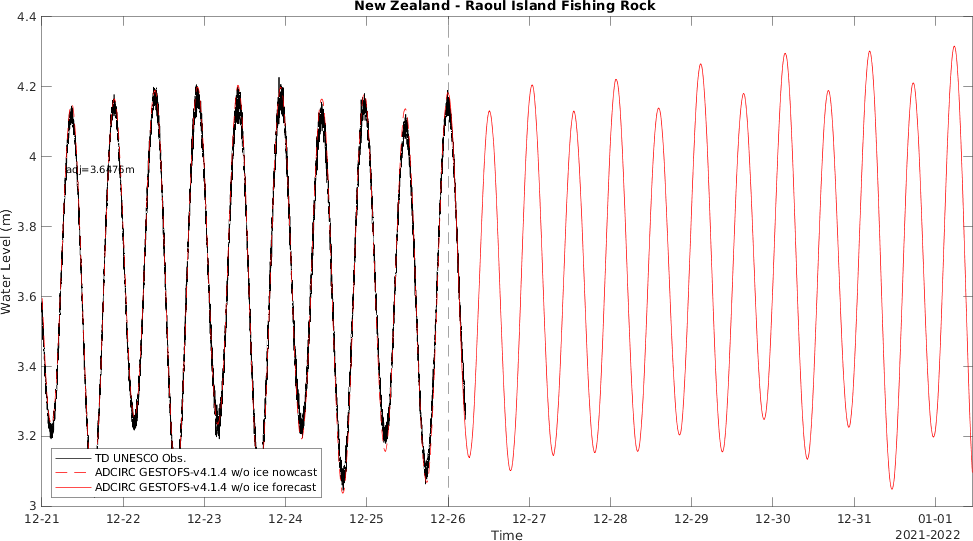 New Zealand - Raoul Island Fishing Rock
4.4
4.2
4
3.8
3.6
3.4
3.2
3
Water Level (m)
adj=3.6475m
TD UNESCO Obs.
ADCIRC GESTOFS-v4.1.4 w/o ice nowcast
ADCIRC GESTOFS-v4.1.4 w/o ice forecast
12-21 12-22 12-23 12-24 12-25 12-26 12-27 12-28 12-29 12-30 12-31 01-01
Time
2021-2022